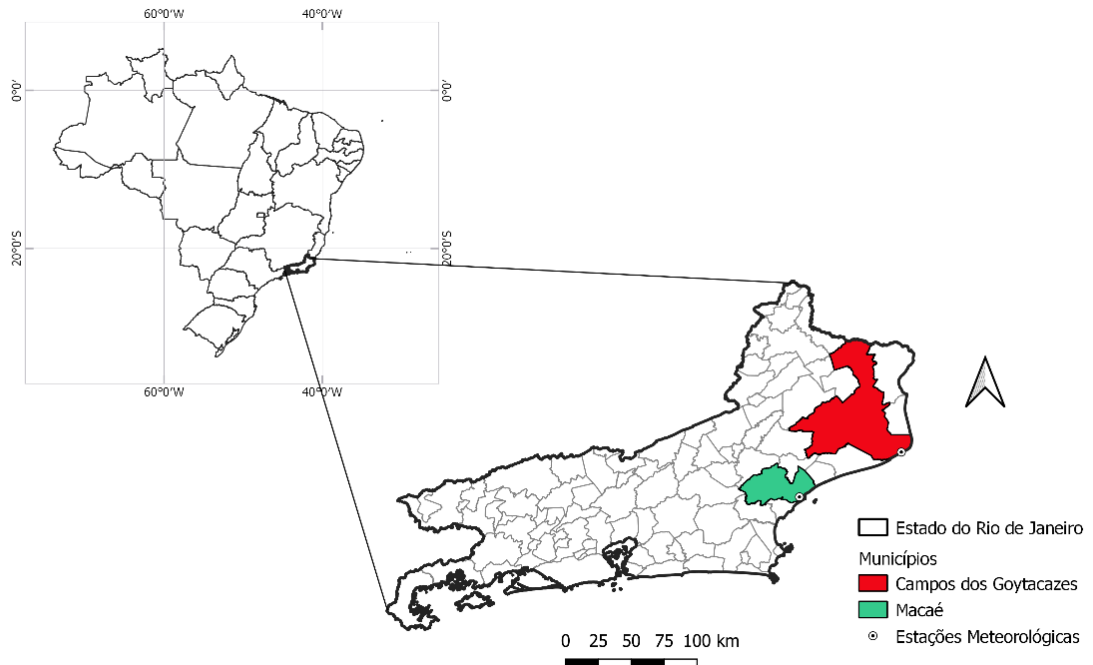 60°0'W 40°0'W
0°0' 0°0'
20°0'S 20°0'S
60°0'W 40°0'W
Estado do Rio de Janeiro
Municípios
Campos dos Goytacazes
Macaé
Estações Meteorológicas
0 25 50 75 100 km